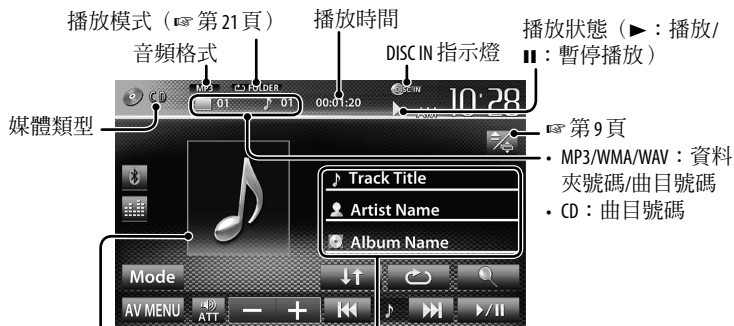 播放模式（☞ 第 21 頁）
播放時間
音頻格式
DISC IN 指示燈
播放狀態（►：播放/
⏸：暫停播放）
媒體類型
CD
MP3
FOLDER
01 ♪ 01
00:01:20
DISC IN
AM 10:28
☞ 第 9 頁
• MP3/WMA/WAV：資料
夾號碼/曲目號碼
• CD：曲目號碼
♪ Track Title
Artist Name
Album Name
Mode
AV MENU
ATT